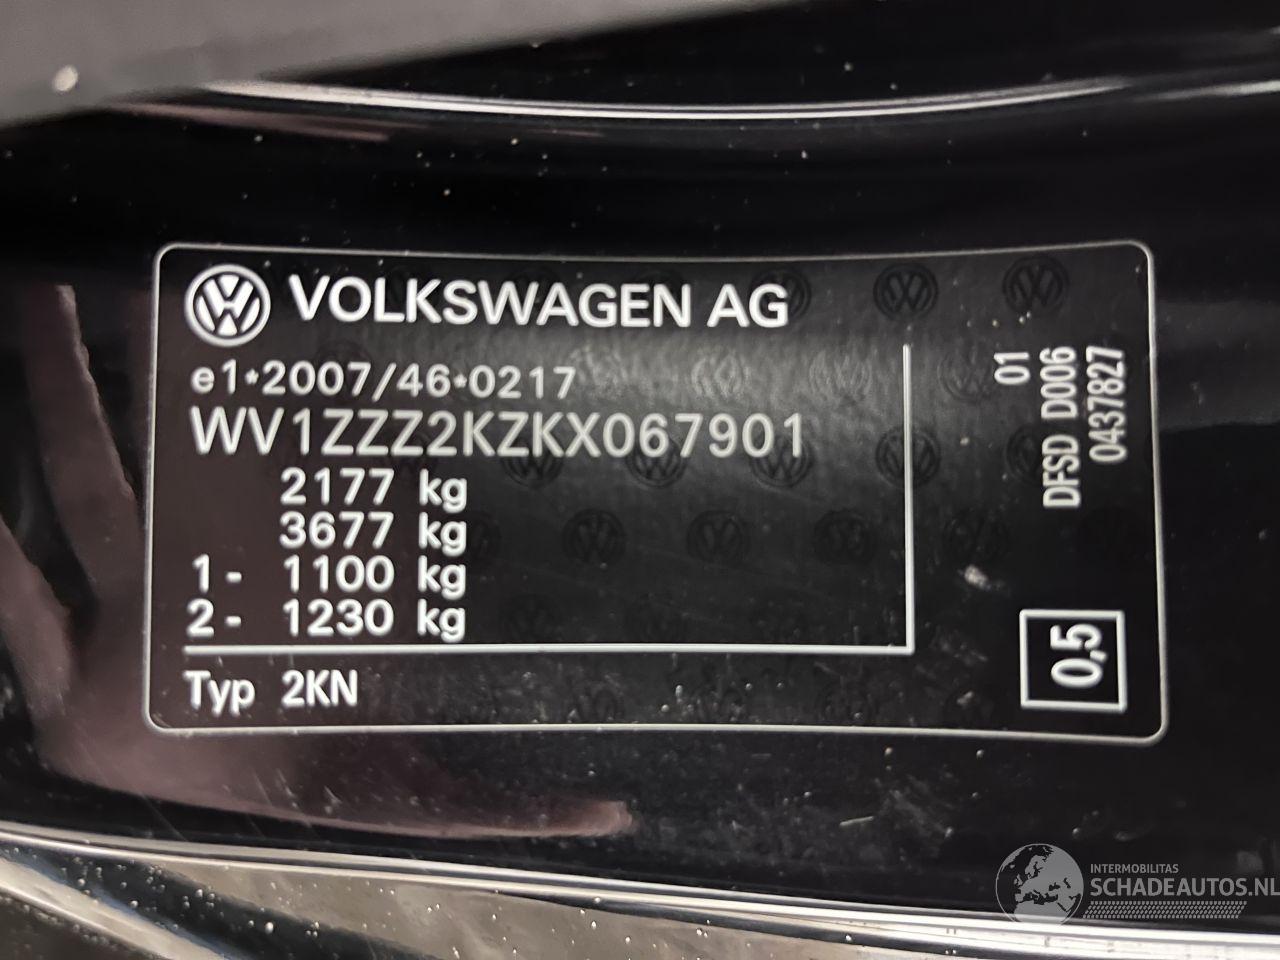 VOLKSWAGEN AG
e1*2007/46*0217
WV1ZZZ2KZKX067901
2177 kg
3677 kg
1- 1100 kg
2- 1230 kg
Typ 2KN
01
DFSD D006
0437827
0,5
INTERMOBILITAS
SCHADEAUTOS.NL